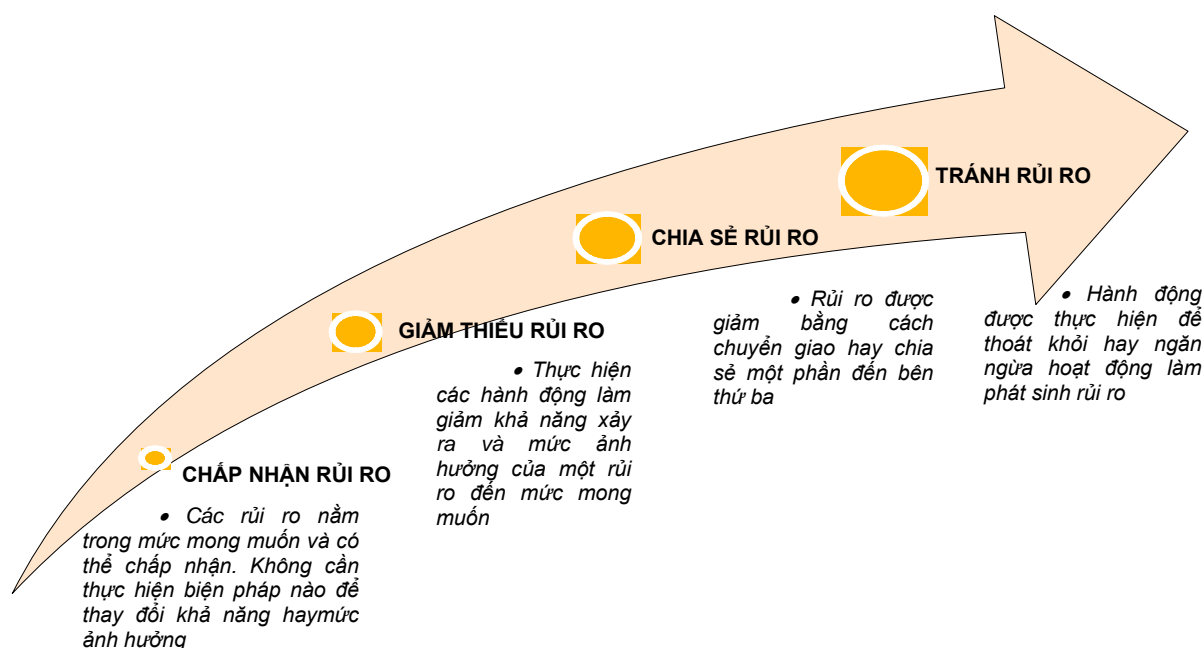 CHẤP NHẬN RỦI RO
• Các rủi ro nằm
trong mức mong muốn và có
thể chấp nhận. Không cần
thực hiện biện pháp nào để
thay đổi khả năng haymức
ảnh hưởng
GIẢM THIỂU RỦI RO
• Thực hiện
các hành động làm
giảm khả năng xảy
ra và mức ảnh
hưởng của một rủi
ro đến mức mong
muốn
CHIA SẺ RỦI RO
• Rủi ro được
giảm bằng cách
chuyển giao hay chia
sẻ một phần đến bên
thứ ba
TRÁNH RỦI RO
• Hành động
được thực hiện để
thoát khỏi hay ngăn
ngừa hoạt động làm
phát sinh rủi ro